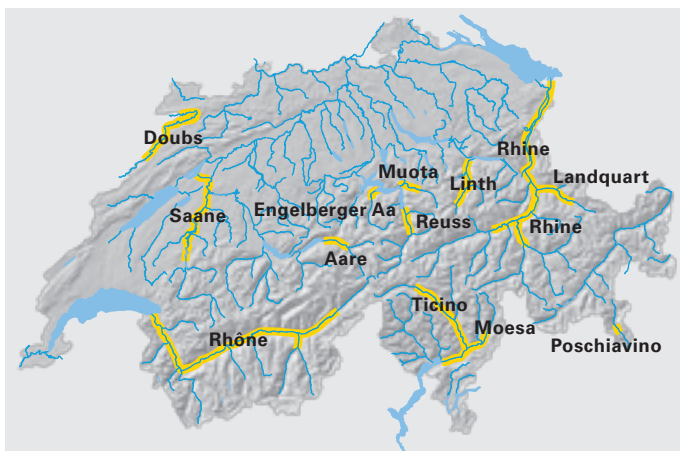 Doubs
Rhine
Muota
Linth
Landquart
Saane
Engelberger Aa
Reuss
Rhine
Aare
Ticino
Moesa
Rhône
Poschiavino